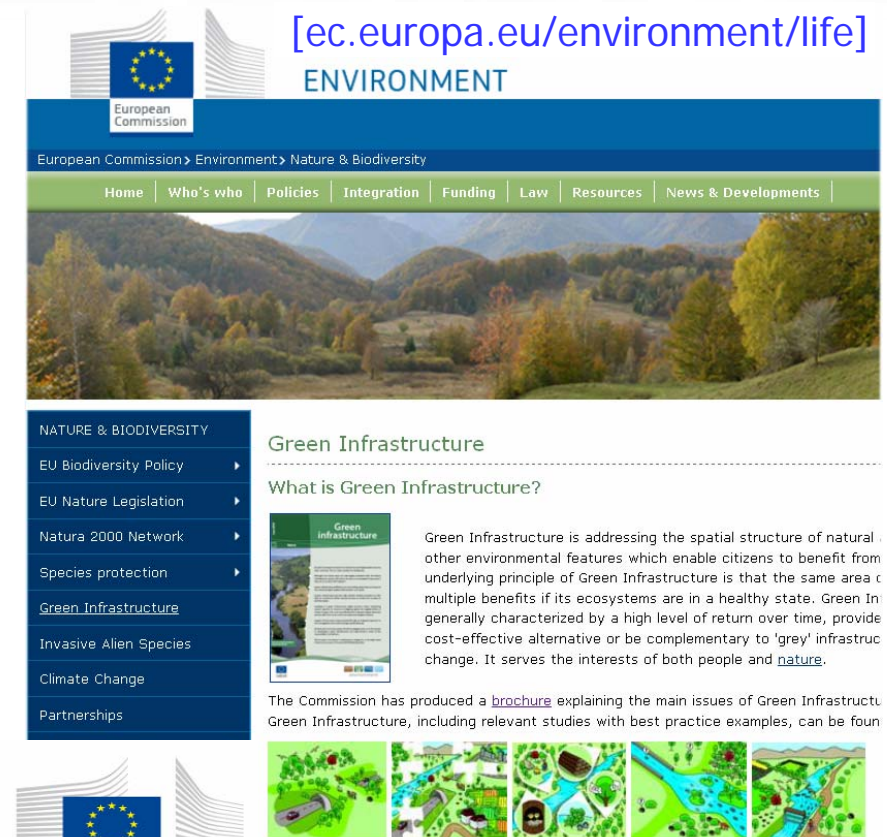 [ec.europa.eu/environment/life]
ENVIRONMENT
European
Commission
European Commission > Environment > Nature & Biodiversity
Home | Who's who | Policies | Integration | Funding | Law | Resources | News & Developments |
NATURE & BIODIVERSITY
EU Biodiversity Policy
EU Nature Legislation
Natura 2000 Network
Species protection
Green Infrastructure
Invasive Alien Species
Climate Change
Partnerships
Green Infrastructure
What is Green Infrastructure?
Green
infrastructure
Green Infrastructure is addressing the spatial structure of natural
other environmental features which enable citizens to benefit from
underlying principle of Green Infrastructure is that the same area
multiple benefits if its ecosystems are in a healthy state. Green In
generally characterized by a high level of return over time, provide
cost-effective alternative or be complementary to 'grey' infrastruc
change. It serves the interests of both people and nature.
The Commission has produced a brochure explaining the main issues of Green Infrastructu
Green Infrastructure, including relevant studies with best practice examples, can be foun